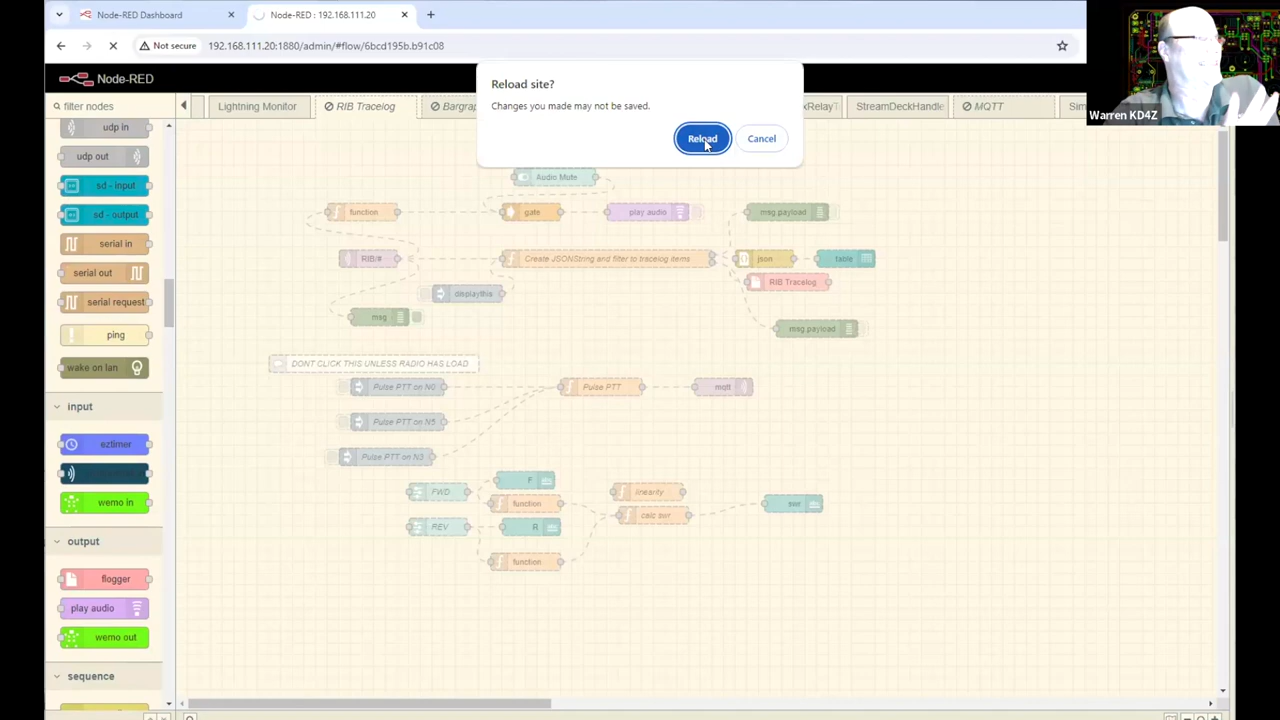 Node-RED Dashboard
Node-RED : 192.168.111.20
Not secure
192.168.111.20:1880/admin/#flow/6bcd195b.b91c08
Node-RED
Reload site?
Changes you made may not be saved.
Reload
Cancel
Warren KD4Z
filter nodes
Lightning Monitor
RIB Tracelog
Bargrap
xRelayT
StreamDeckHandle
MQTT
Sim
udp in
udp out
sd - input
sd - output
serial in
serial out
serial request
ping
wake on lan
input
eztimer
wemo in
output
flogger
play audio
wemo out
sequence
Audio Mute
function
gate
play audio
msg.payload
RIB/#
Create JSONString and filter to tracelog items
json
table
RIB Tracelog
displaythis
msg
msg.payload
DONT CLICK THIS UNLESS RADIO HAS LOAD
Pulse PTT on N0
Pulse PTT
mqtt
Pulse PTT on N5
Pulse PTT on N3
F
FWD
linearity
function
swr
calc swr
REV
R
function